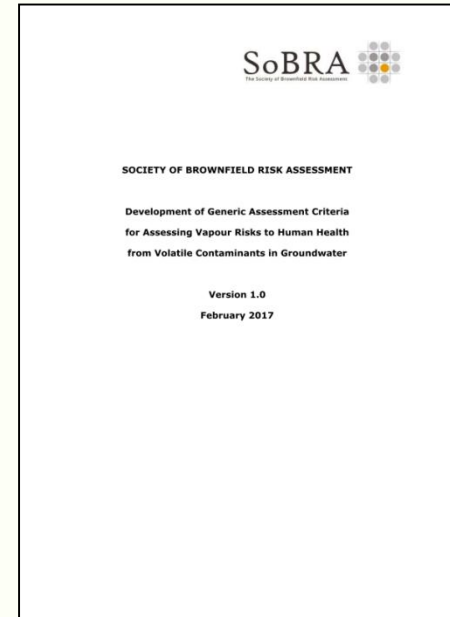 SoBRA
The Society of Brownfield Risk Assessment
SOCIETY OF BROWNFIELD RISK ASSESSMENT
Development of Generic Assessment Criteria
for Assessing Vapour Risks to Human Health
from Volatile Contaminants in Groundwater
Version 1.0
February 2017